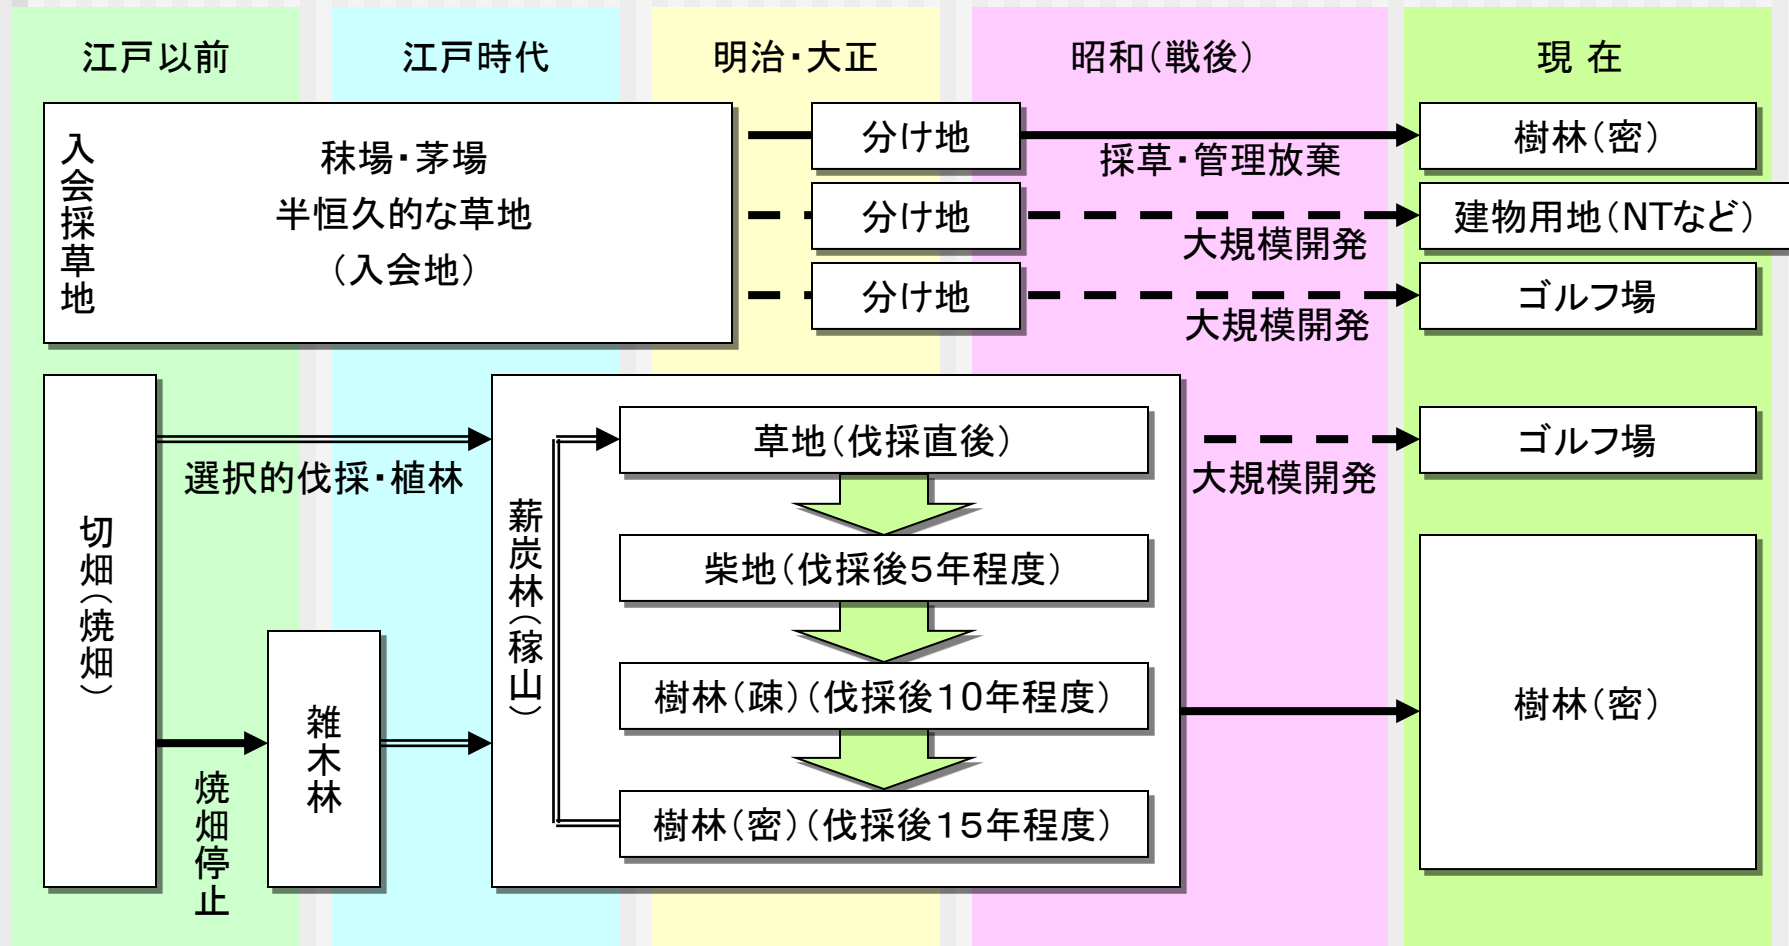 江戸以前
江戸時代
明治・大正
昭和（戦後）
現 在
入会採草地
秣場・茅場
半恒久的な草地
（入会地）
分け地
採草・管理放棄
樹林（密）
分け地
大規模開発
建物用地（NTなど）
分け地
大規模開発
ゴルフ場
切畑（焼畑）
選択的伐採・植林
焼畑停止
雑木林
薪炭林（稼山）
草地（伐採直後）
柴地（伐採後5年程度）
樹林（疎）（伐採後10年程度）
樹林（密）（伐採後15年程度）
大規模開発
ゴルフ場
樹林（密）